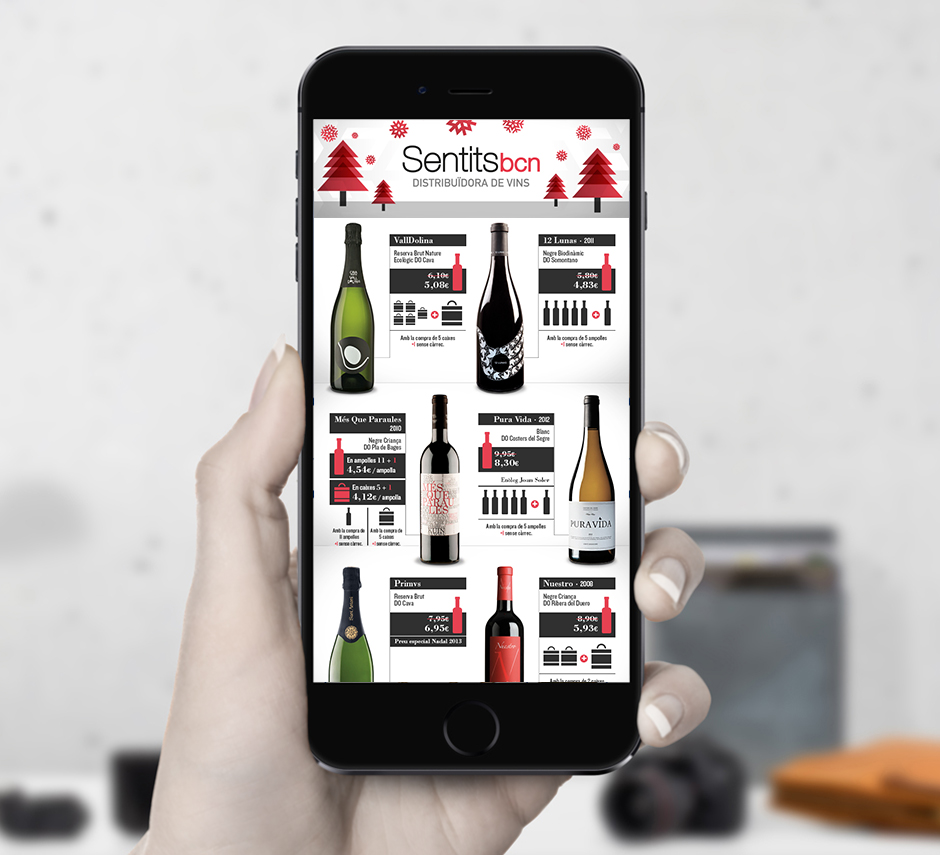 Sentitsbcn
DISTRIBUÏDORA DE VINS
VallDolina
Reserva Brut Nature
Ecològic DO Cava
6,10€
5,08€
Amb la compra de 5 caixes
+1 sense càrrec.
12 Lunas - 2011
Negre Biodinàmic
DO Somontano
5,80€
4,83€
Amb la compra de 5 ampolles
+1 sense càrrec.
Més Que Paraules
2010
Negre Criança
DO Pla de Bages
En ampolles 11 + 1
4,54€ / ampolla
En caixes 5 + 1
4,12€ / ampolla
Amb la compra
de 11 ampolles
+1 sense càrrec.
Amb la compra
de 5 caixes
+1 sense càrrec.
MÉS
QUE
PARAU
LES
Pura Vida - 2012
Blanc
DO Costers del Segre
9,95€
8,30€
Enòleg Joan Soler
Amb la compra de 5 ampolles
+1 sense càrrec.
PURA VIDA
Primvs
Reserva Brut
DO Cava
7,95€
6,95€
Preu especial Nadal 2013
Nuestro - 2008
Negre Criança
DO Ribera del Duero
8,90€
5,93€
Amb la compra de 2 caixes